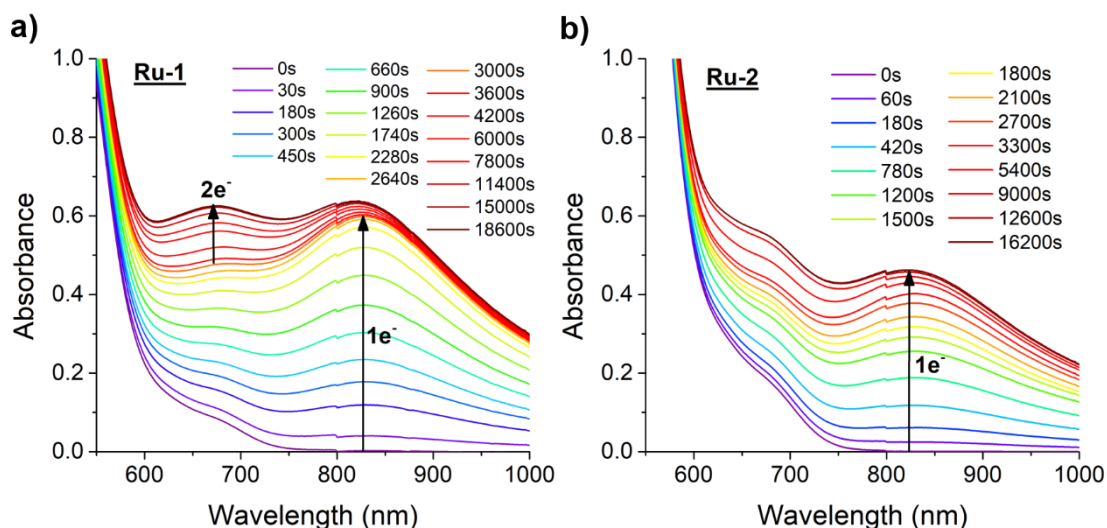 a)
Ru-1
0s
30s
180s
300s
450s
660s
900s
1260s
1740s
2280s
2640s
3000s
3600s
4200s
6000s
7800s
11400s
15000s
18600s
2e-
1e-
Absorbance
1.0
0.8
0.6
0.4
0.2
0.0
600 700 800 900 1000
Wavelength (nm)
b)
Ru-2
0s
60s
180s
420s
780s
1200s
1500s
1800s
2100s
2700s
3300s
5400s
9000s
12600s
16200s
1e-
Absorbance
1.0
0.8
0.6
0.4
0.2
0.0
600 700 800 900 1000
Wavelength (nm)